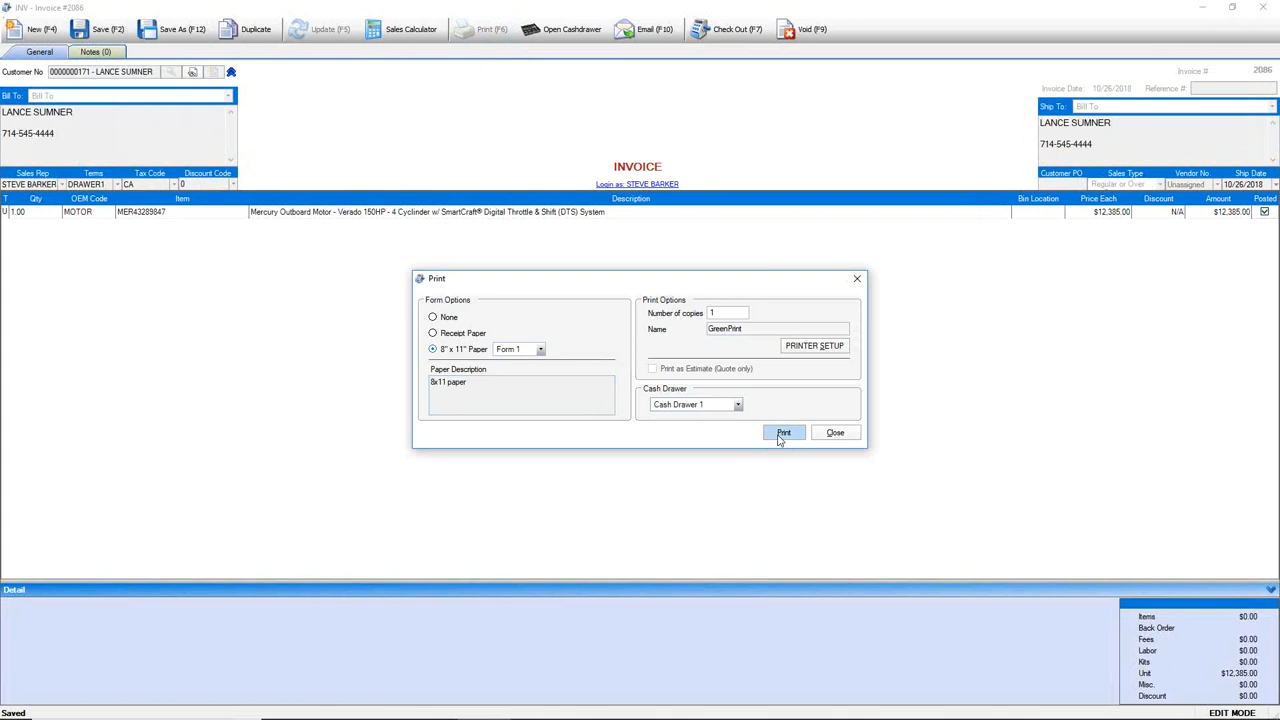 INV - Invoice #2086
New (F4) Save (F2) Save As (F12) Duplicate Update (F5) Sales Calculator Print (F6) Open Cashdrawer Email (F10) Check Out (F7) Void (F9)
General Notes (0)
Customer No 0000000171 - LANCE SUMNER
Invoice # 2086
Invoice Date: 10/26/2018 Reference #:
Bill To: Bill To
LANCE SUMNER
714-545-4444
Ship To: Bill To
LANCE SUMNER
714-545-4444
INVOICE
Login as: STEVE BARKER
Sales Rep Terms Tax Code Discount Code
STEVE BARKER DRAWER1 CA 0
Customer PO Sales Type Vendor No. Ship Date
Regular or Over Unassigned 10/26/2018
T Qty OEM Code Item Description Bin Location Price Each Discount Amount Posted
U 1.00 MOTOR MER43289847 Mercury Outboard Motor - Verado 150HP - 4 Cyclinder w/ SmartCraft® Digital Throttle & Shift (DTS) System $12,385.00 N/A $12,385.00
Print
Form Options
None
Receipt Paper
8" x 11" Paper Form 1
Paper Description
8x11 paper
Print Options
Number of copies 1
Name GreenPrint
PRINTER SETUP
Print as Estimate (Quote only)
Cash Drawer
Cash Drawer 1
Print Close
Detail
Items $0.00
Back Order
Fees $0.00
Labor $0.00
Kits $0.00
Unit $12,385.00
Misc. $0.00
Discount $0.00
Saved EDIT MODE